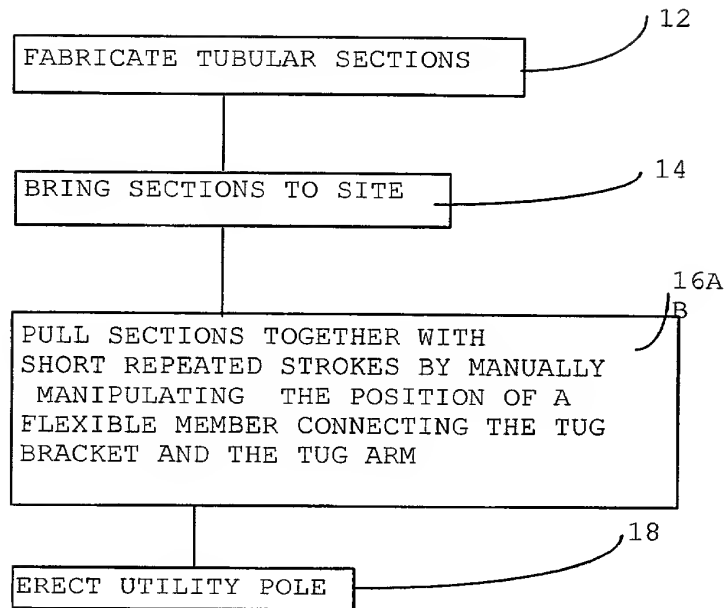 12
FABRICATE TUBULAR SECTIONS
14
BRING SECTIONS TO SITE
16A
B
PULL SECTIONS TOGETHER WITH
SHORT REPEATED STROKES BY MANUALLY
MANIPULATING THE POSITION OF A
FLEXIBLE MEMBER CONNECTING THE TUG
BRACKET AND THE TUG ARM
18
ERECT UTILITY POLE